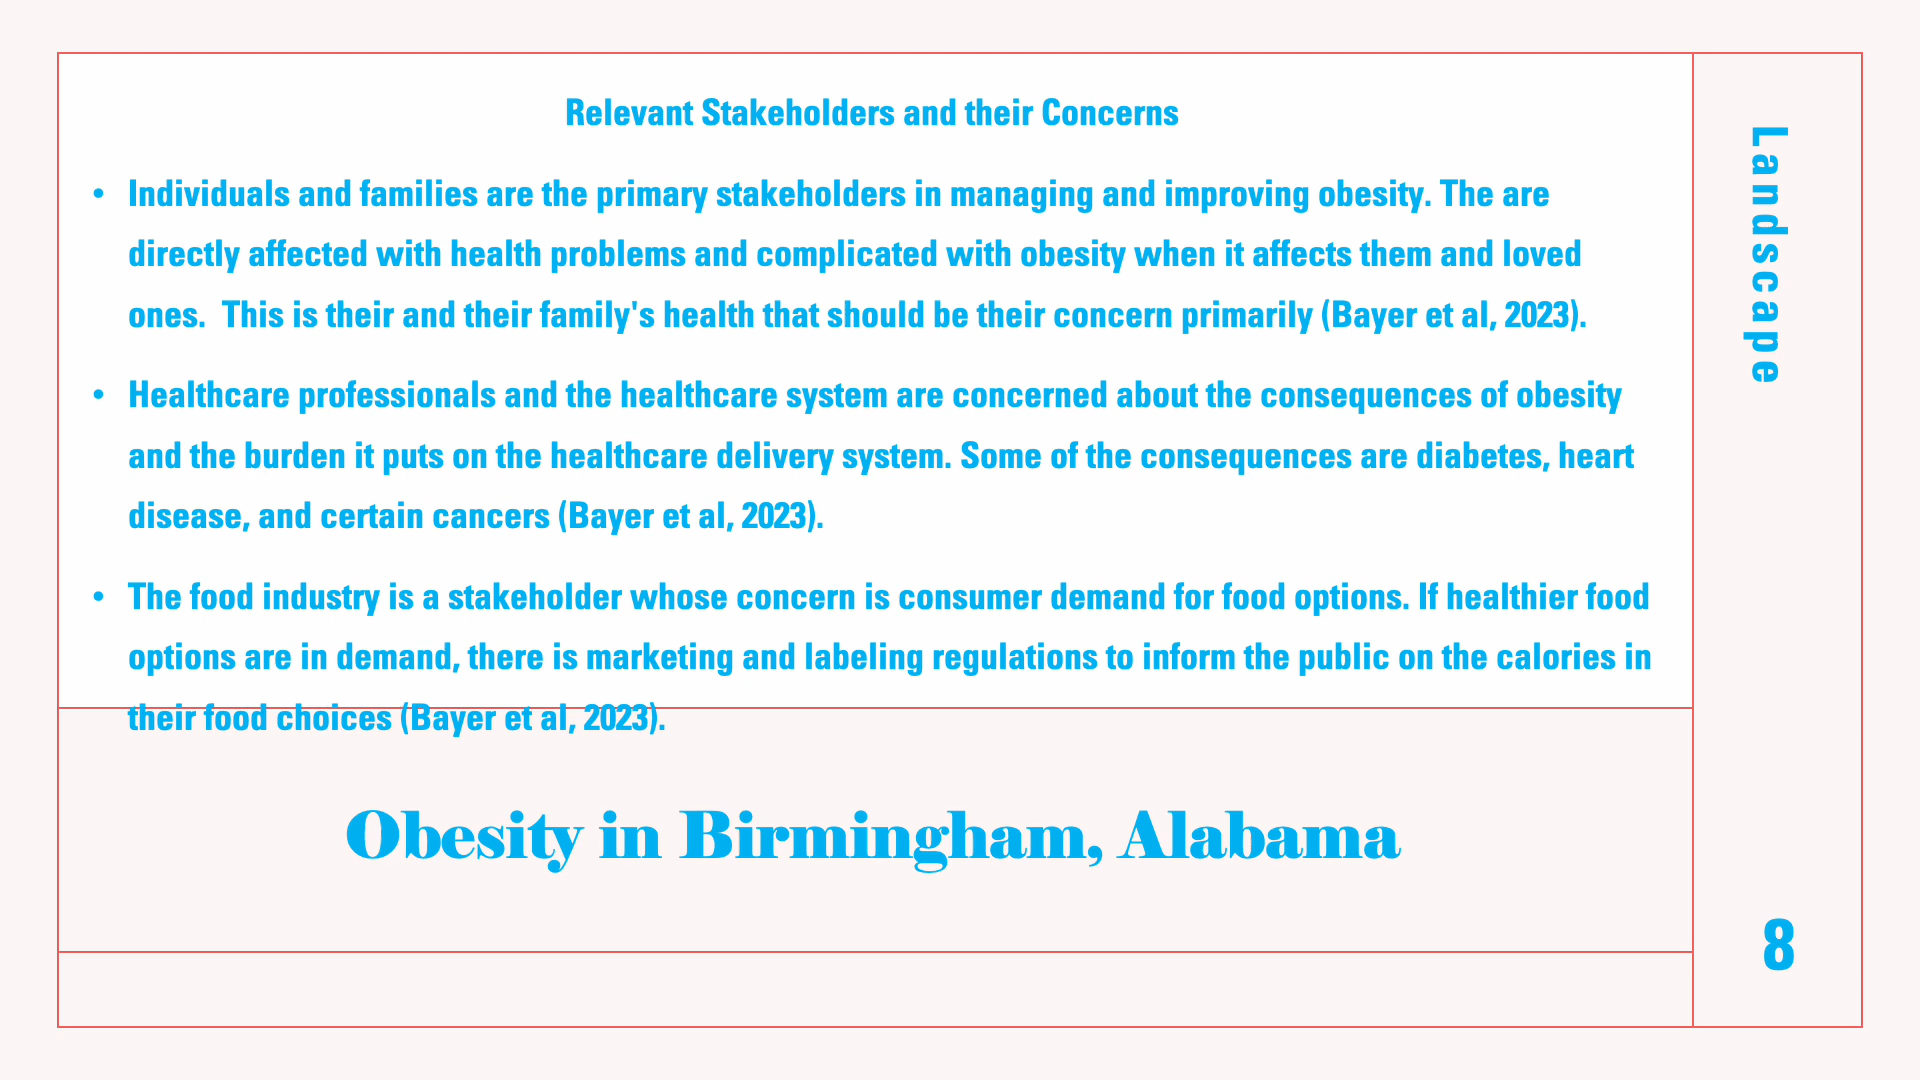 Relevant Stakeholders and their Concerns
• Individuals and families are the primary stakeholders in managing and improving obesity. The are
directly affected with health problems and complicated with obesity when it affects them and loved
ones.  This is their and their family's health that should be their concern primarily (Bayer et al, 2023).
• Healthcare professionals and the healthcare system are concerned about the consequences of obesity
and the burden it puts on the healthcare delivery system. Some of the consequences are diabetes, heart
disease, and certain cancers (Bayer et al, 2023).
• The food industry is a stakeholder whose concern is consumer demand for food options. If healthier food
options are in demand, there is marketing and labeling regulations to inform the public on the calories in
their food choices (Bayer et al, 2023).
Obesity in Birmingham, Alabama
Landscape
8